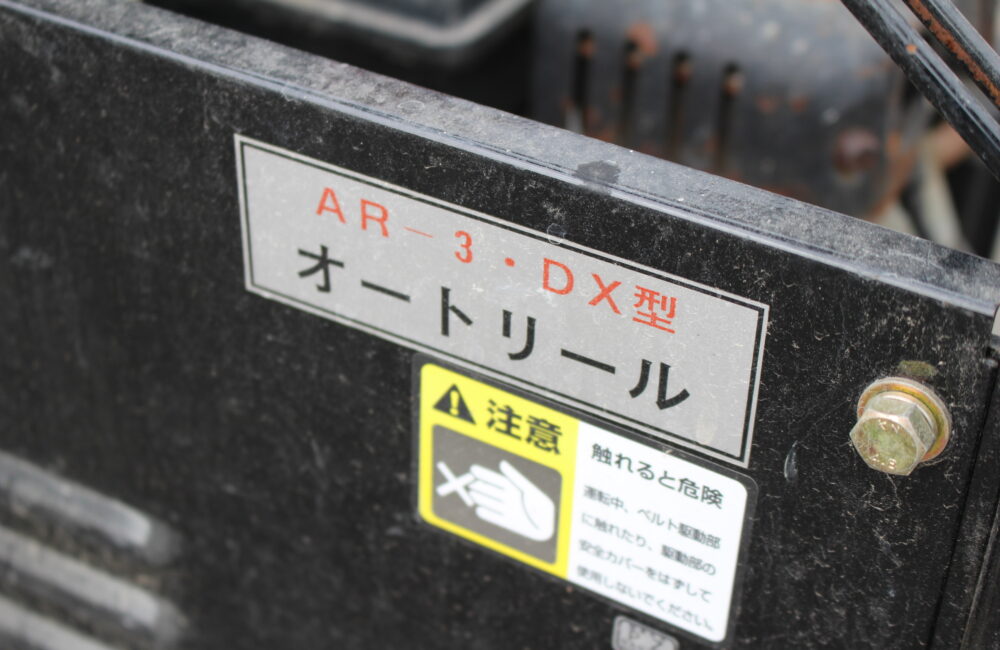 AR－3・DX型
オートリール
注意
触れると危険
運転中、ベルト駆動部
に触れたり、駆動部の
安全カバーをはずして
使用しないでください。